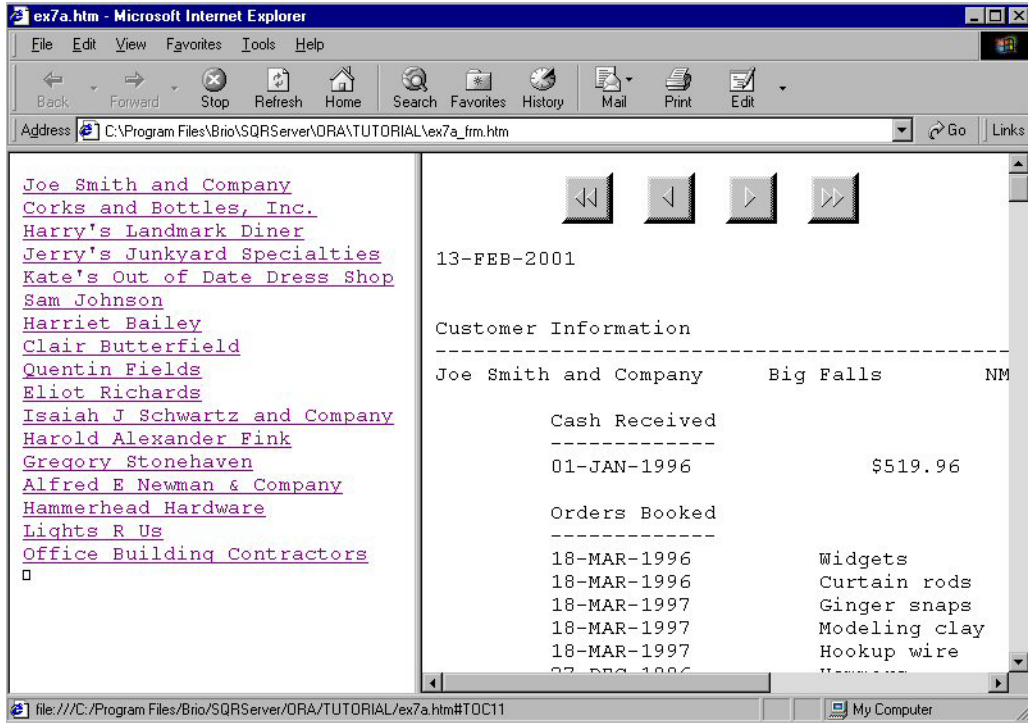 ex7a.htm - Microsoft Internet Explorer
File Edit View Favorites Tools Help
Back Forward Stop Refresh Home Search Favorites History Mail Print Edit
Address C:\Program Files\Brio\SQRServer\ORA\TUTORIAL\ex7a_frm.htm Go Links
Joe Smith and Company
Corks and Bottles, Inc.
Harry's Landmark Diner
Jerry's Junkyard Specialties
Kate's Out of Date Dress Shop
Sam Johnson
Harriet Bailey
Clair Butterfield
Quentin Fields
Eliot Richards
Isaiah J Schwartz and Company
Harold Alexander Fink
Gregory Stonehaven
Alfred E Newman & Company
Hammerhead Hardware
Lights R Us
Office Building Contractors
13-FEB-2001
Customer Information
Joe Smith and Company Big Falls NM
Cash Received
01-JAN-1996 $519.96
Orders Booked
18-MAR-1996 Widgets
18-MAR-1996 Curtain rods
18-MAR-1997 Ginger snaps
18-MAR-1997 Modeling clay
18-MAR-1997 Hookup wire
file:///C:/Program Files/Brio/SQRServer/ORA/TUTORIAL/ex7a.htm#TOC11 My Computer